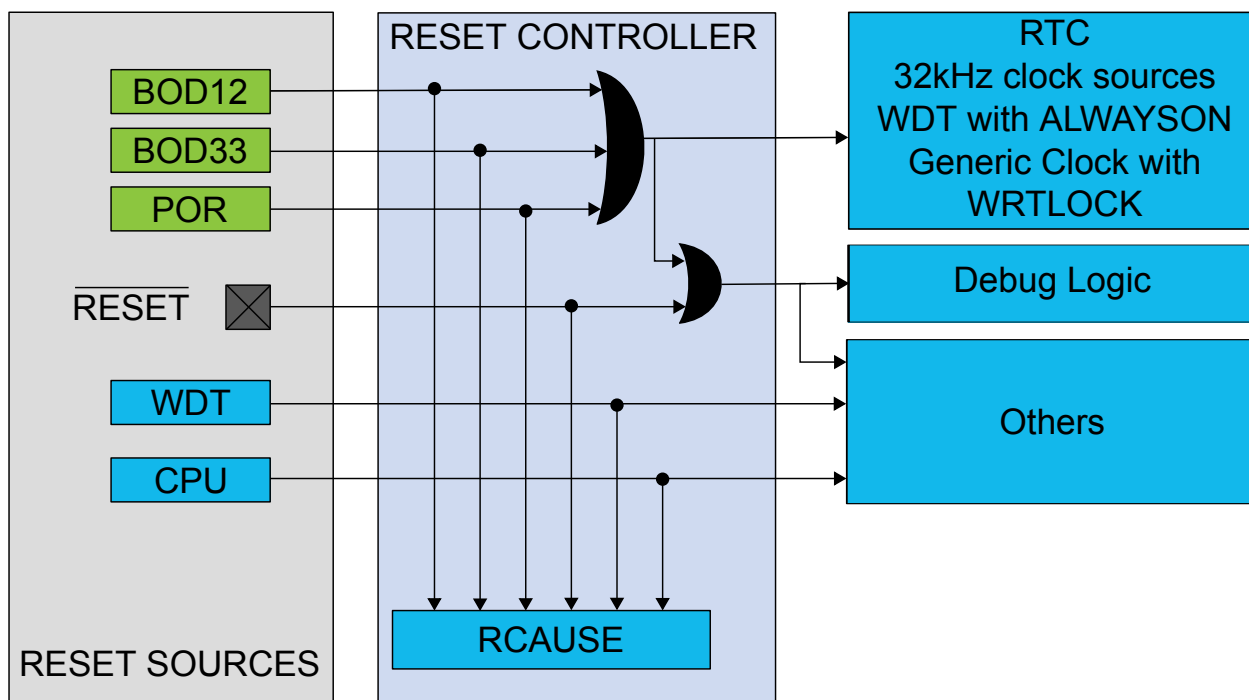 RESET SOURCES
BOD12
BOD33
POR
RESET
WDT
CPU
RESET CONTROLLER
RCAUSE
RTC
32kHz clock sources
WDT with ALWAYSON
Generic Clock with
WRTLOCK
Debug Logic
Others